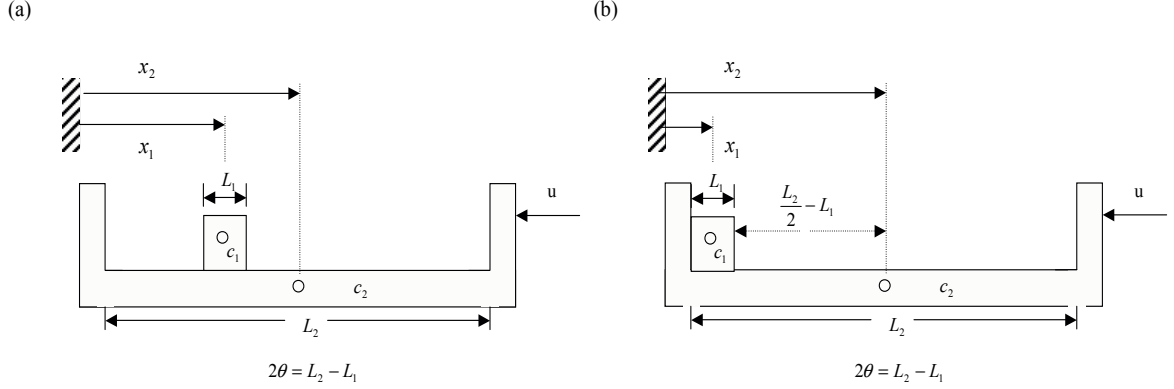 (a)
x₂
x₁
L₁
u
c₁
c₂
L₂
2θ = L₂ − L₁
(b)
x₂
x₁
L₁
L₂/2 − L₁
u
c₁
c₂
L₂
2θ = L₂ − L₁